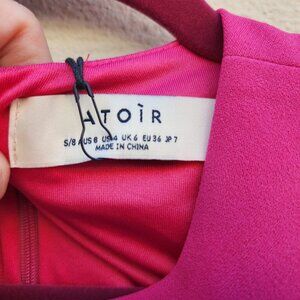 ATOÌR
S/8 AUS 8 US 4 UK 6 EU 36 JP 7
MADE IN CHINA